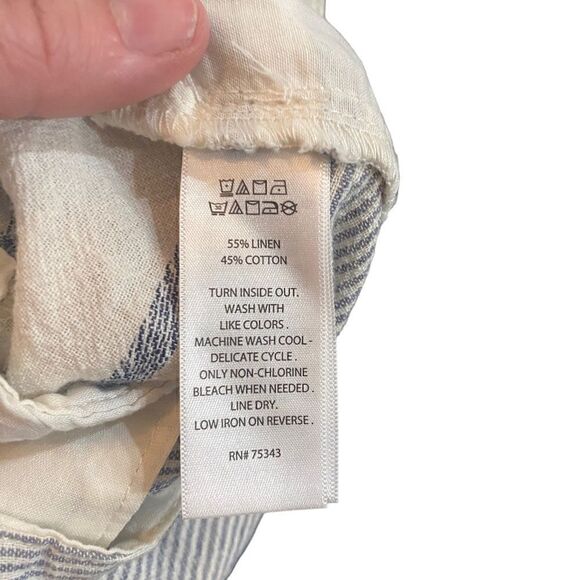 55% LINEN
45% COTTON
TURN INSIDE OUT.
WASH WITH
LIKE COLORS .
MACHINE WASH COOL -
DELICATE CYCLE .
ONLY NON-CHLORINE
BLEACH WHEN NEEDED .
LINE DRY.
LOW IRON ON REVERSE .
RN# 75343